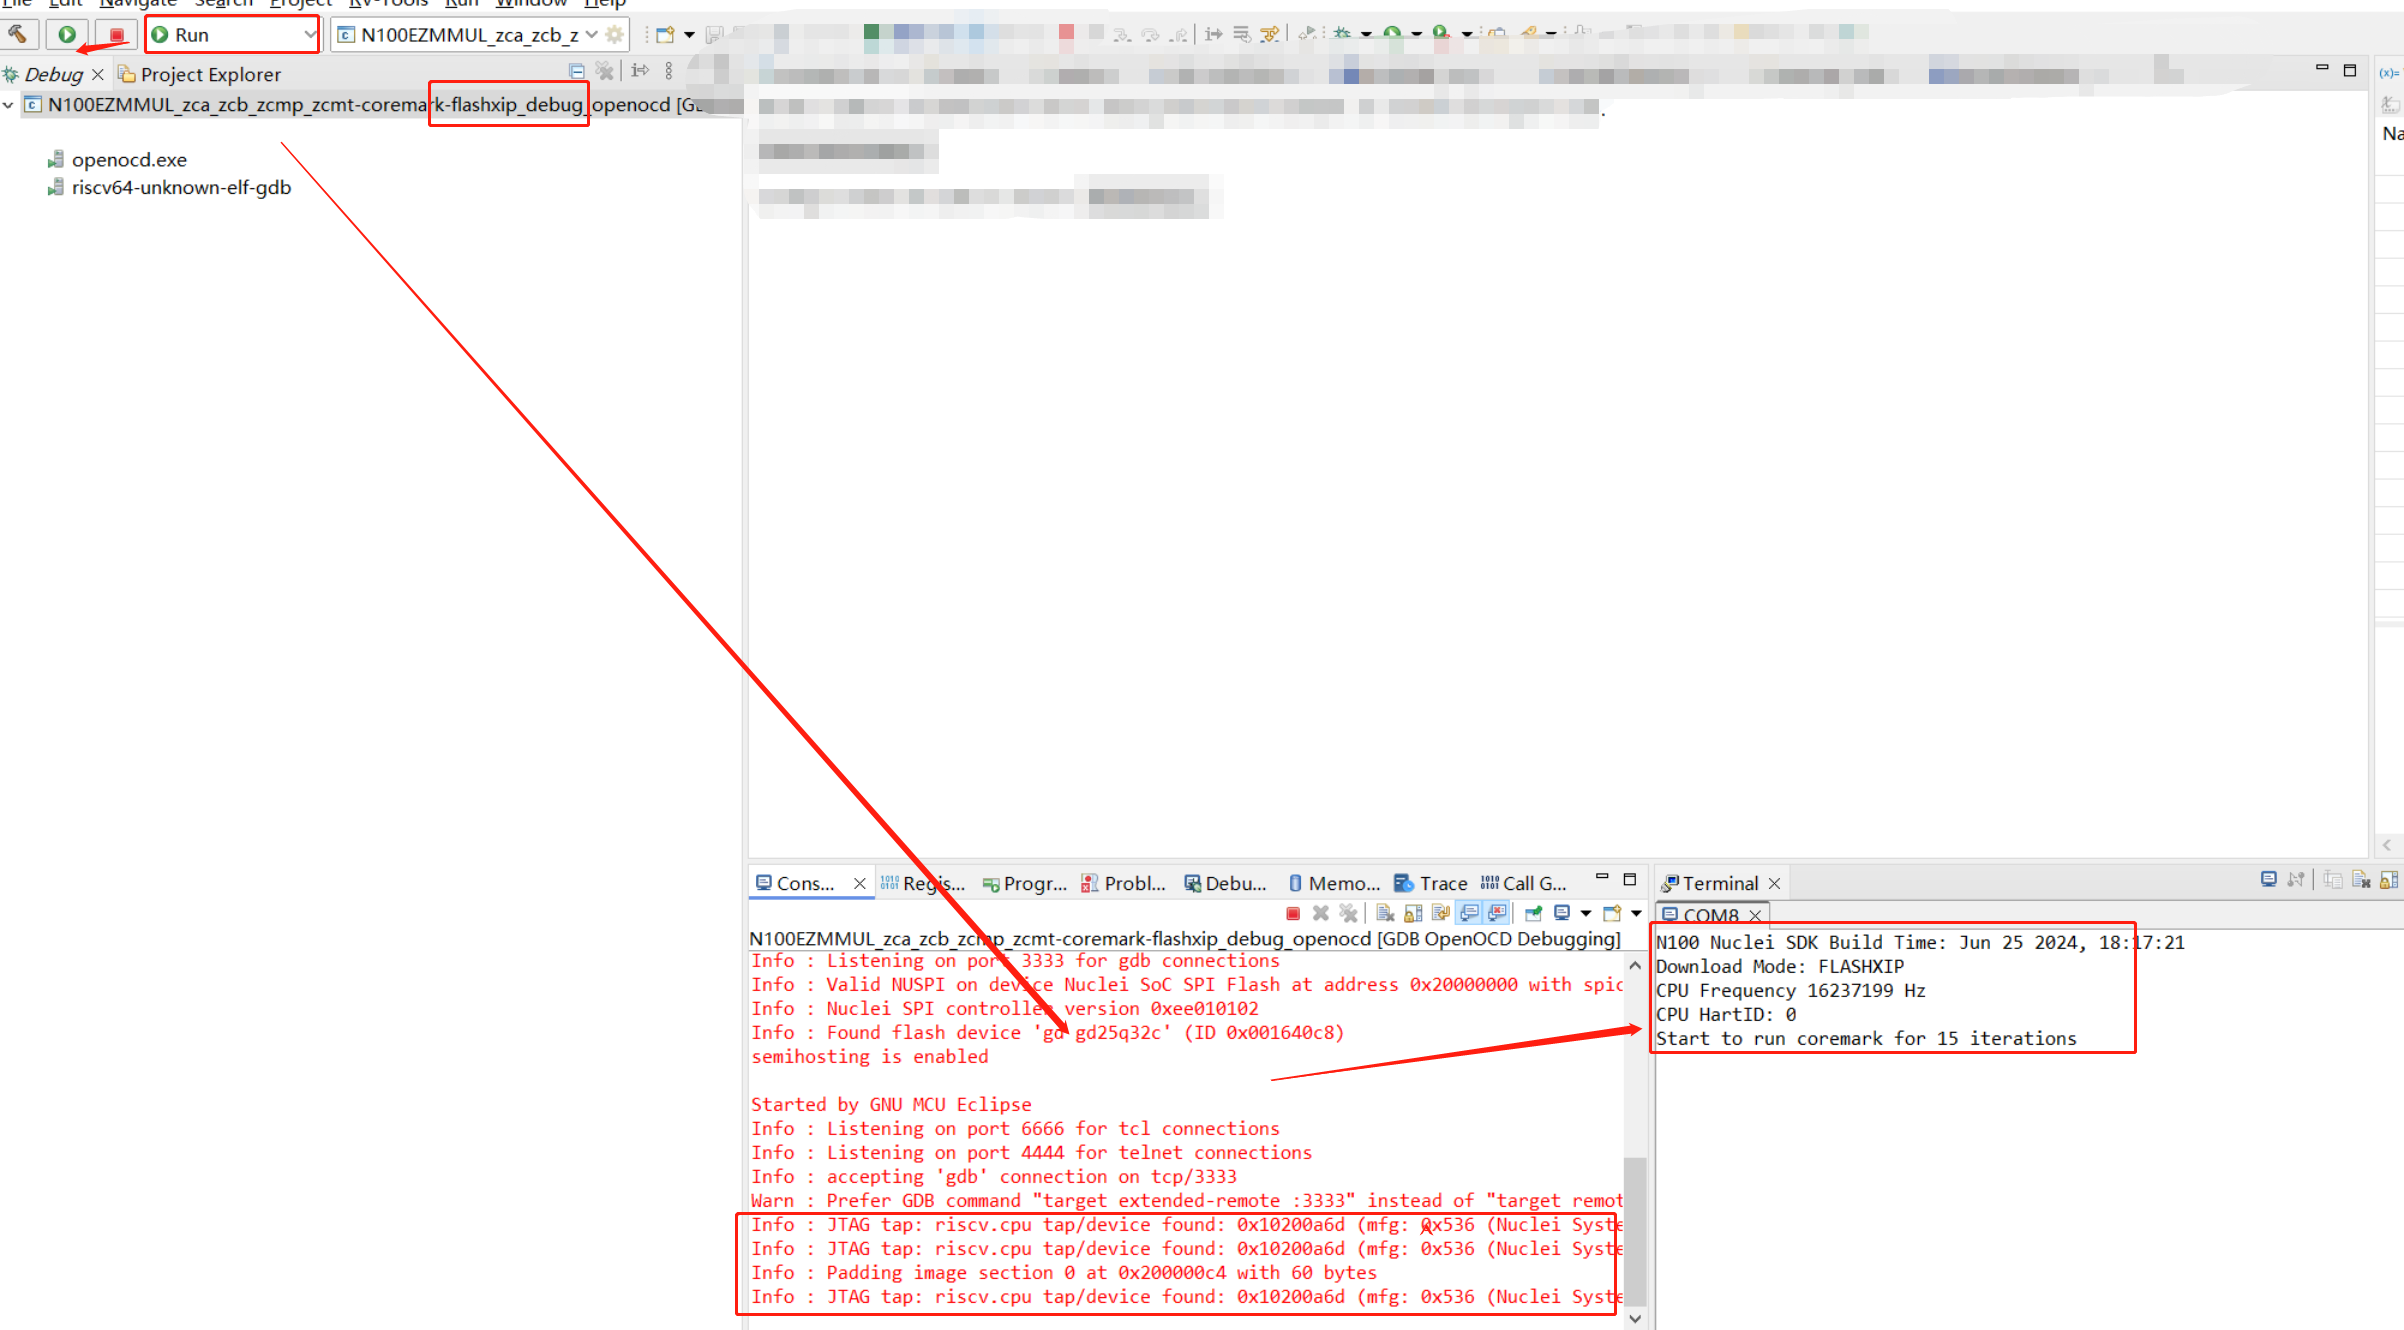 File Edit Navigate Search Project RV-Tools Run Window Help
Run
N100EZMMUL_zca_zcb_z
Debug
Project Explorer
(x)=
N100EZMMUL_zca_zcb_zcmp_zcmt-coremark-flashxip_debug_openocd [GD
openocd.exe
riscv64-unknown-elf-gdb
Na
Cons...
Regis...
Progr...
Probl...
Debu...
Memo...
Trace
Call G...
Terminal
COM8
N100EZMMUL_zca_zcb_zcmp_zcmt-coremark-flashxip_debug_openocd [GDB OpenOCD Debugging]
Info : Listening on port 3333 for gdb connections
Info : Valid NUSPI on device Nuclei SoC SPI Flash at address 0x20000000 with spic
Info : Nuclei SPI controller version 0xee010102
Info : Found flash device 'gd gd25q32c' (ID 0x001640c8)
semihosting is enabled
Started by GNU MCU Eclipse
Info : Listening on port 6666 for tcl connections
Info : Listening on port 4444 for telnet connections
Info : accepting 'gdb' connection on tcp/3333
Warn : Prefer GDB command "target extended-remote :3333" instead of "target remot
Info : JTAG tap: riscv.cpu tap/device found: 0x10200a6d (mfg: 0x536 (Nuclei Syste
Info : JTAG tap: riscv.cpu tap/device found: 0x10200a6d (mfg: 0x536 (Nuclei Syste
Info : Padding image section 0 at 0x200000c4 with 60 bytes
Info : JTAG tap: riscv.cpu tap/device found: 0x10200a6d (mfg: 0x536 (Nuclei Syste
N100 Nuclei SDK Build Time: Jun 25 2024, 18:17:21
Download Mode: FLASHXIP
CPU Frequency 16237199 Hz
CPU HartID: 0
Start to run coremark for 15 iterations